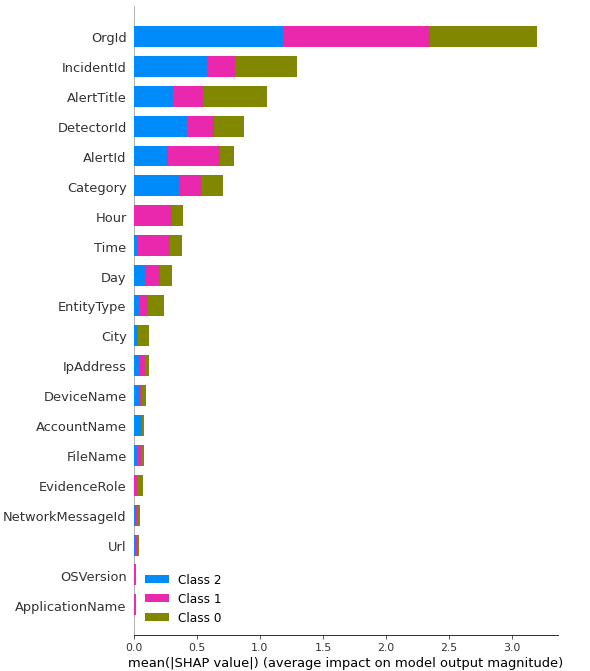 OrgId
IncidentId
AlertTitle
DetectorId
AlertId
Category
Hour
Time
Day
EntityType
City
IpAddress
DeviceName
AccountName
FileName
EvidenceRole
NetworkMessageId
Url
OSVersion
ApplicationName
Class 2
Class 1
Class 0
0.0 0.5 1.0 1.5 2.0 2.5 3.0
mean(|SHAP value|) (average impact on model output magnitude)